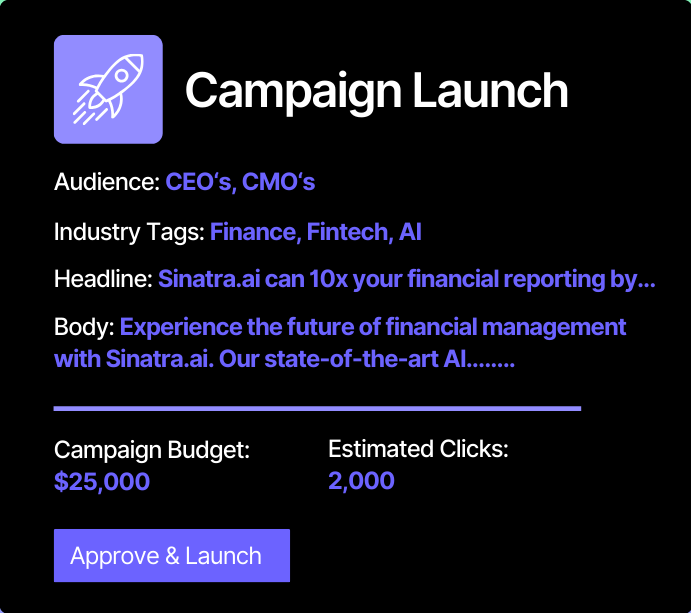 Campaign Launch
Audience: CEO‘s, CMO‘s
Industry Tags: Finance, Fintech, AI
Headline: Sinatra.ai can 10x your financial reporting by...
Body: Experience the future of financial management
with Sinatra.ai. Our state-of-the-art AI........
Campaign Budget:
$25,000
Estimated Clicks:
2,000
Approve & Launch